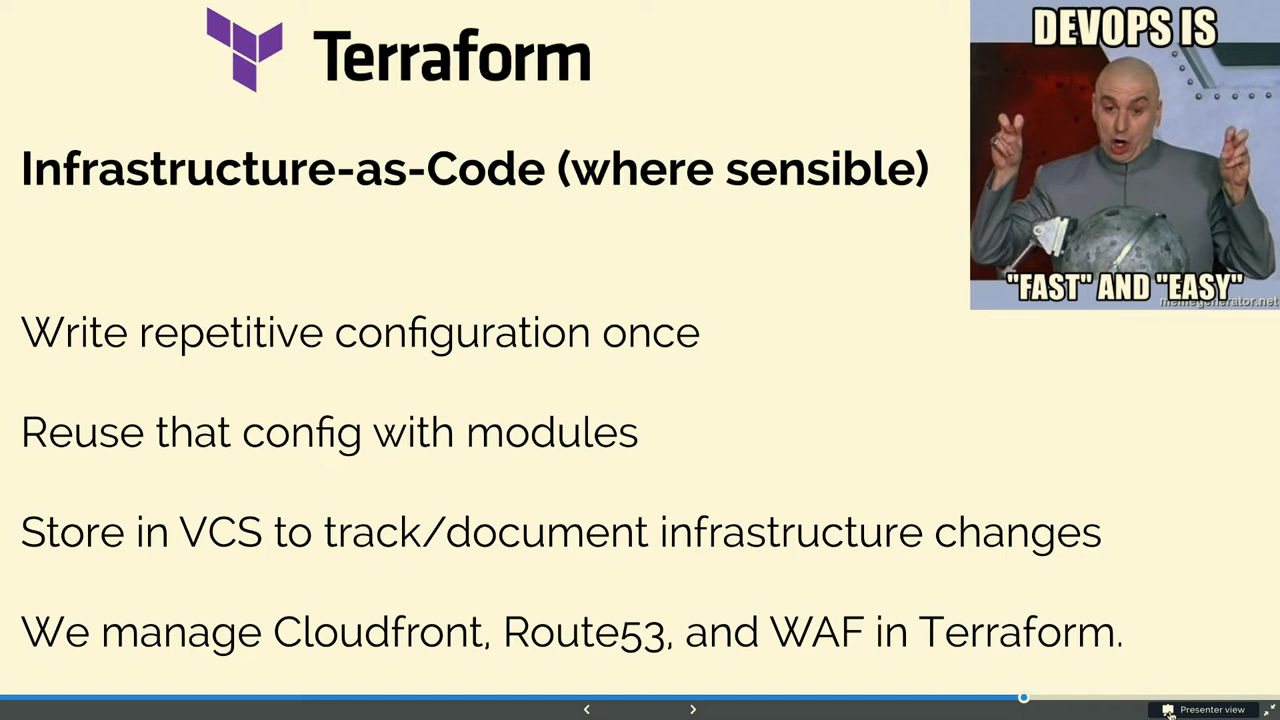 Terraform
DEVOPS IS
"FAST" AND "EASY"
memegenerator.net
Infrastructure-as-Code (where sensible)
Write repetitive configuration once
Reuse that config with modules
Store in VCS to track/document infrastructure changes
We manage Cloudfront, Route53, and WAF in Terraform.
Presenter view